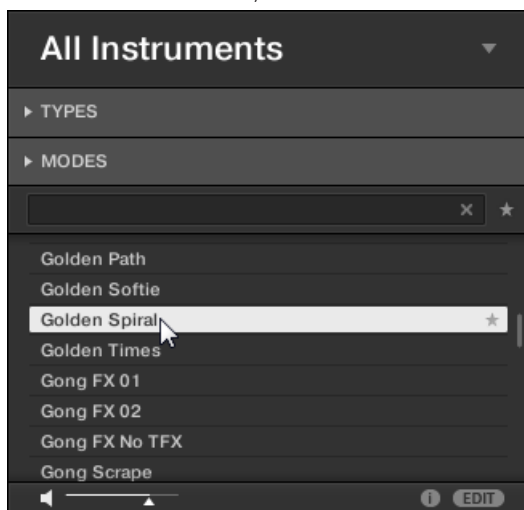 All Instruments
TYPES
MODES
Golden Path
Golden Softie
Golden Spiral
Golden Times
Gong FX 01
Gong FX 02
Gong FX No TFX
Gong Scrape
EDIT